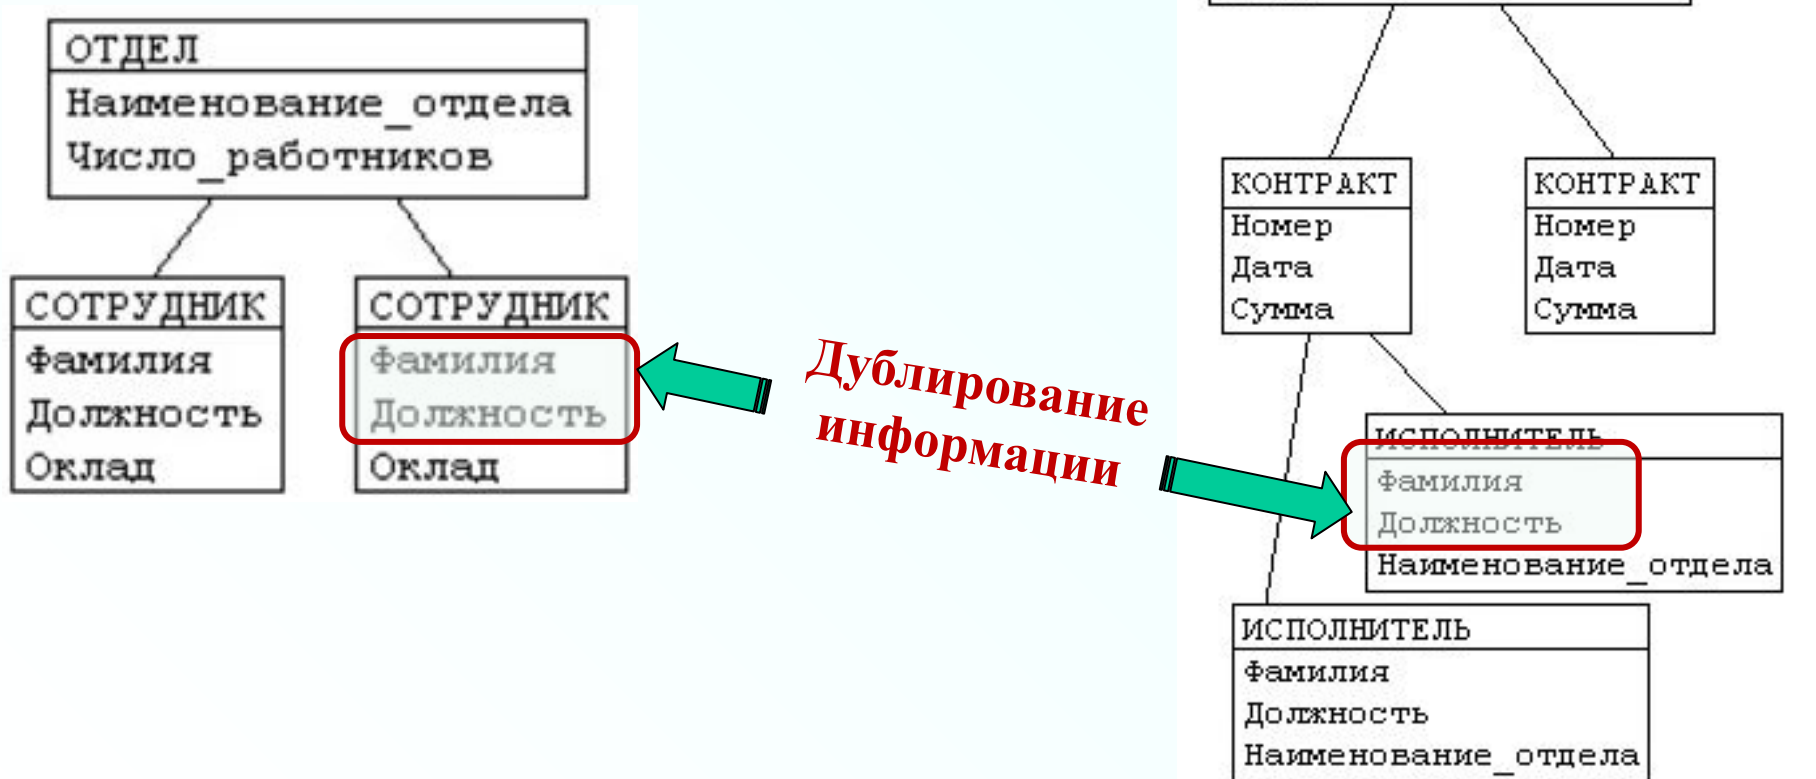 ОТДЕЛ
Наименование_отдела
Число_работников
СОТРУДНИК
Фамилия
Должность
Оклад
СОТРУДНИК
Фамилия
Должность
Оклад
Дублирование
информации
КОНТРАКТ
Номер
Дата
Сумма
КОНТРАКТ
Номер
Дата
Сумма
ИСПОЛНИТЕЛЬ
Фамилия
Должность
Наименование_отдела
ИСПОЛНИТЕЛЬ
Фамилия
Должность
Наименование_отдела